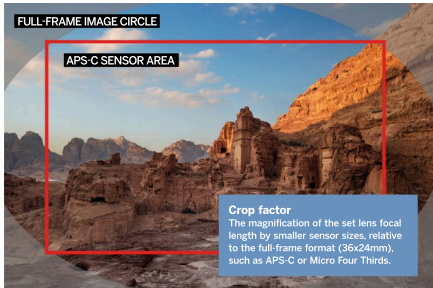 FULL-FRAME IMAGE CIRCLE
APS-C SENSOR AREA
Crop factor
The magnification of the set lens focal
length by smaller sensor sizes, relative
to the full-frame format (36x24mm),
such as APS-C or Micro Four Thirds.